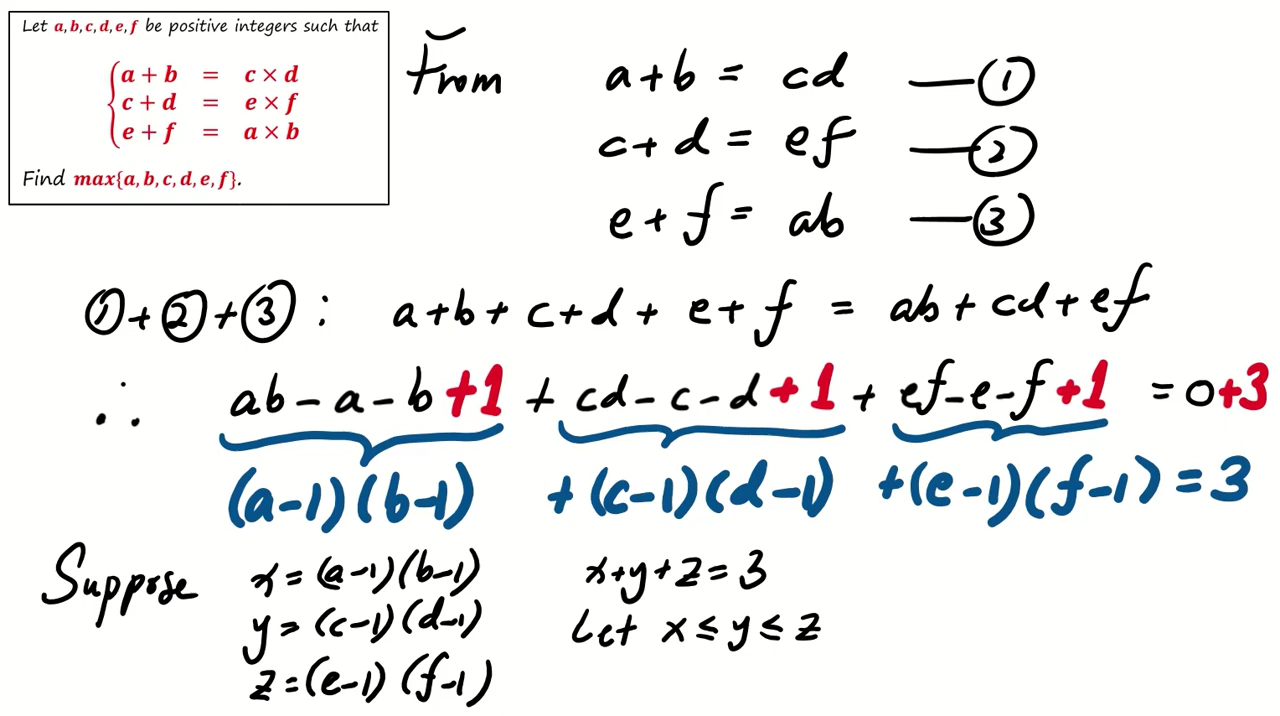 Let a,b,c,d,e,f be positive integers such that
a + b = c × d
c + d = e × f
e + f = a × b
Find max{a,b,c,d,e,f}.
From a+b = cd — ①
c+d = ef — ②
e+f = ab — ③
①+②+③ : a+b+c+d+e+f = ab+cd+ef
∴ ab-a-b+1 + cd-c-d+1 + ef-e-f+1 = 0+3
(a-1)(b-1) +(c-1)(d-1) +(e-1)(f-1) = 3
Suppose x = (a-1)(b-1) x+y+z = 3
y = (c-1)(d-1) Let x ≤ y ≤ z
z = (e-1)(f-1)